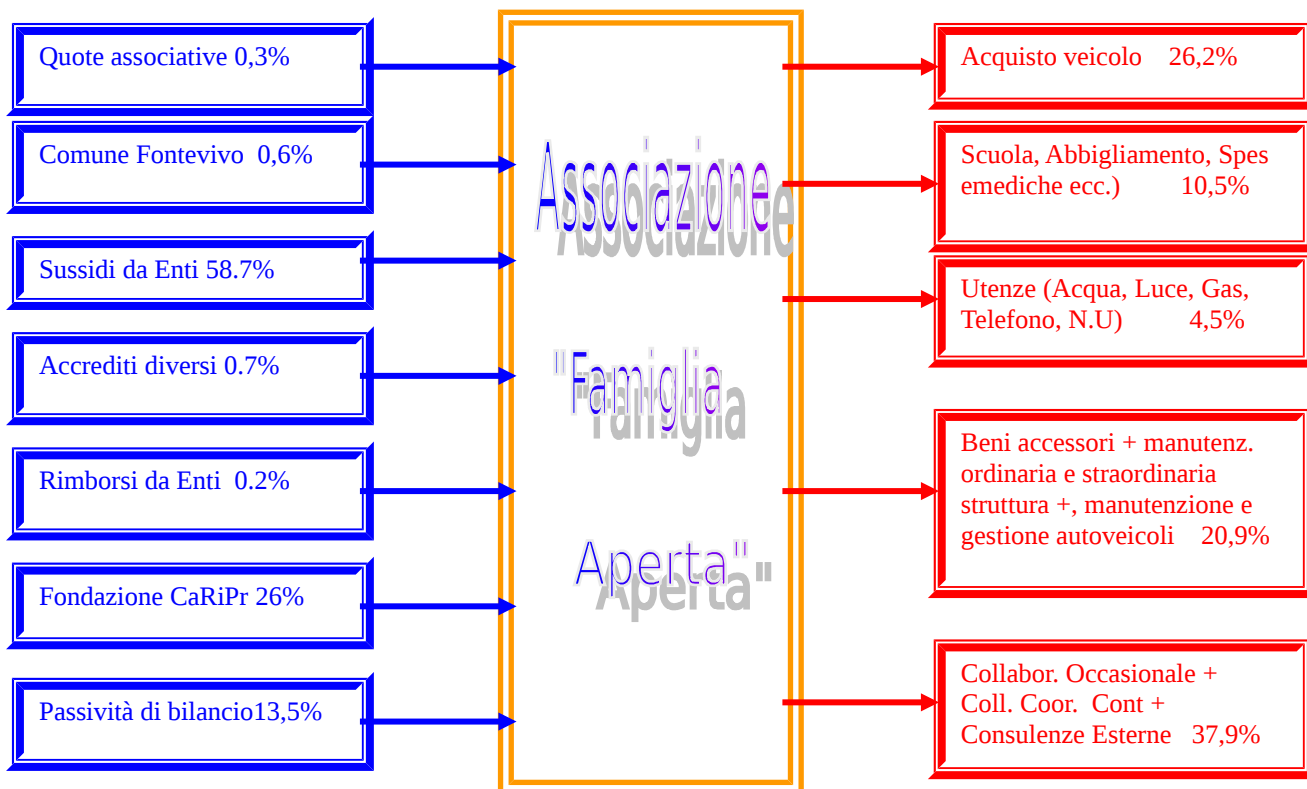 Quote associative 0,3%
Comune Fontevivo 0,6%
Sussidi da Enti 58.7%
Accrediti diversi 0.7%
Rimborsi da Enti 0.2%
Fondazione CaRiPr 26%
Passività di bilancio13,5%
Associazione
"Famiglia
Aperta"
Acquisto veicolo 26,2%
Scuola, Abbigliamento, Spes
emediche ecc.) 10,5%
Utenze (Acqua, Luce, Gas,
Telefono, N.U) 4,5%
Beni accessori + manutenz.
ordinaria e straordinaria
struttura +, manutenzione e
gestione autoveicoli 20,9%
Collabor. Occasionale +
Coll. Coor. Cont +
Consulenze Esterne 37,9%